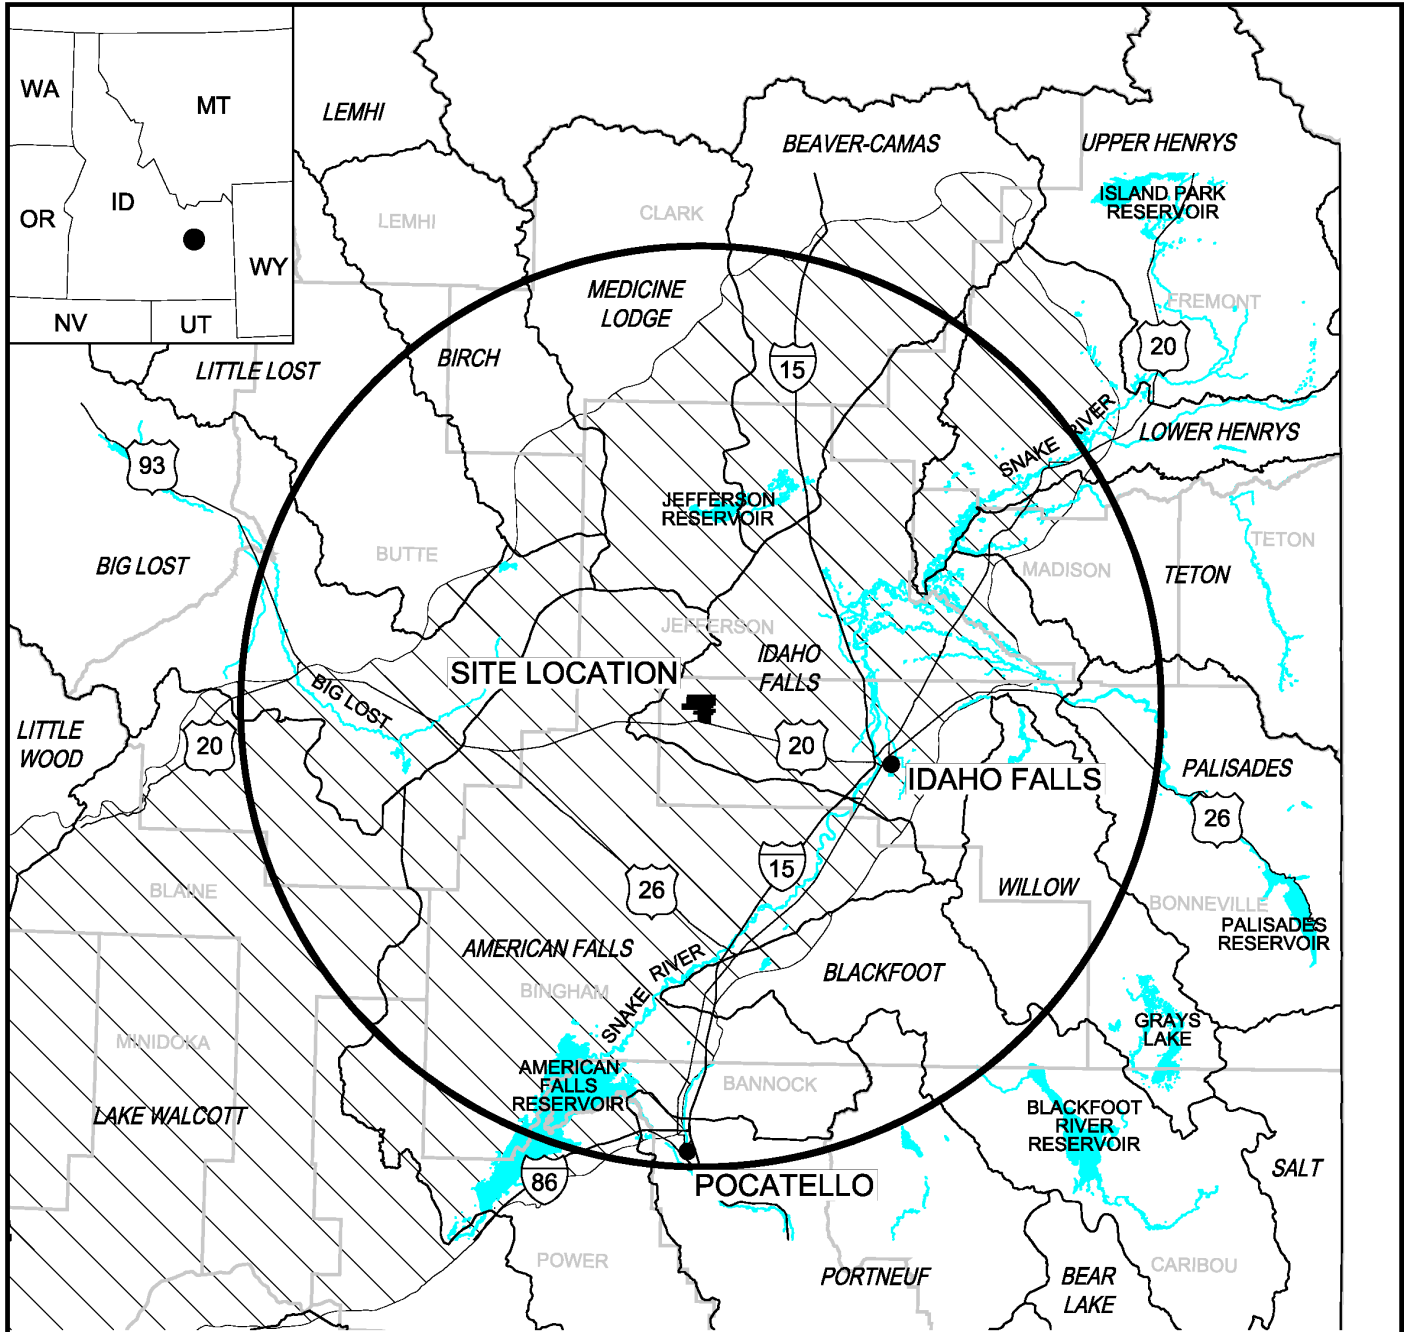 WA
MT
OR
ID
WY
NV
UT
LEMHI
BEAVER-CAMAS
UPPER HENRYS
ISLAND PARK
RESERVOIR
LEMHI
CLARK
MEDICINE
LODGE
FREMONT
20
15
BIRCH
LITTLE LOST
SNAKE RIVER
LOWER HENRYS
93
JEFFERSON
RESERVOIR
BUTTE
TETON
BIG LOST
MADISON
TETON
JEFFERSON
IDAHO
FALLS
SITE LOCATION
BIG LOST
LITTLE
WOOD
20
20
IDAHO FALLS
PALISADES
26
15
26
BLAINE
WILLOW
BONNEVILLE
PALISADES
RESERVOIR
AMERICAN FALLS
SNAKE RIVER
BLACKFOOT
BINGHAM
GRAYS
LAKE
MINIDOKA
AMERICAN
FALLS
RESERVOIR
BANNOCK
LAKE WALCOTT
BLACKFOOT
RIVER
RESERVOIR
SALT
86
POCATELLO
POWER
PORTNEUF
BEAR
LAKE
CARIBOU